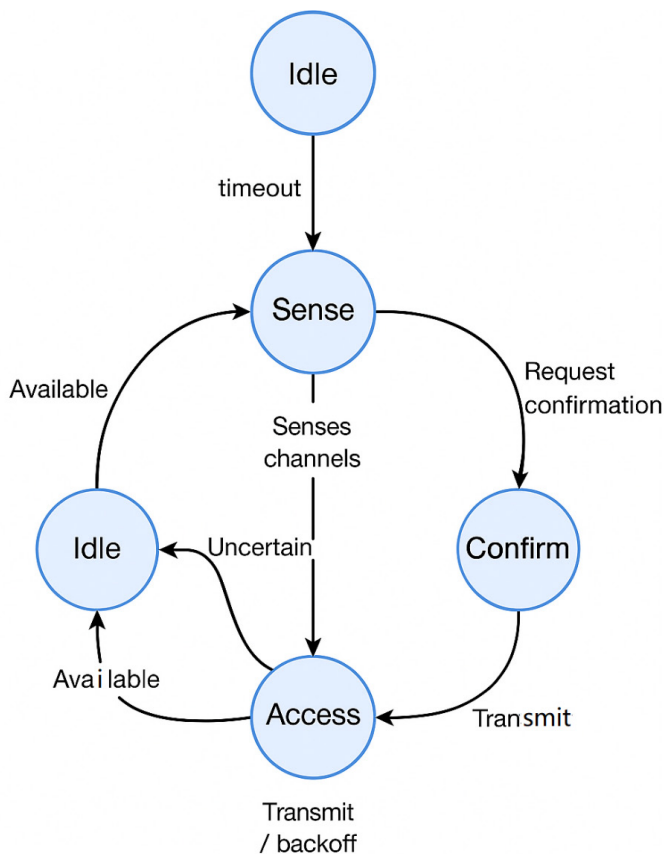 Idle
timeout
Sense
Available
Request
confirmation
Senses
channels
Idle
Uncertain
Confirm
Available
Access
Transmit
Transmit
/ backoff